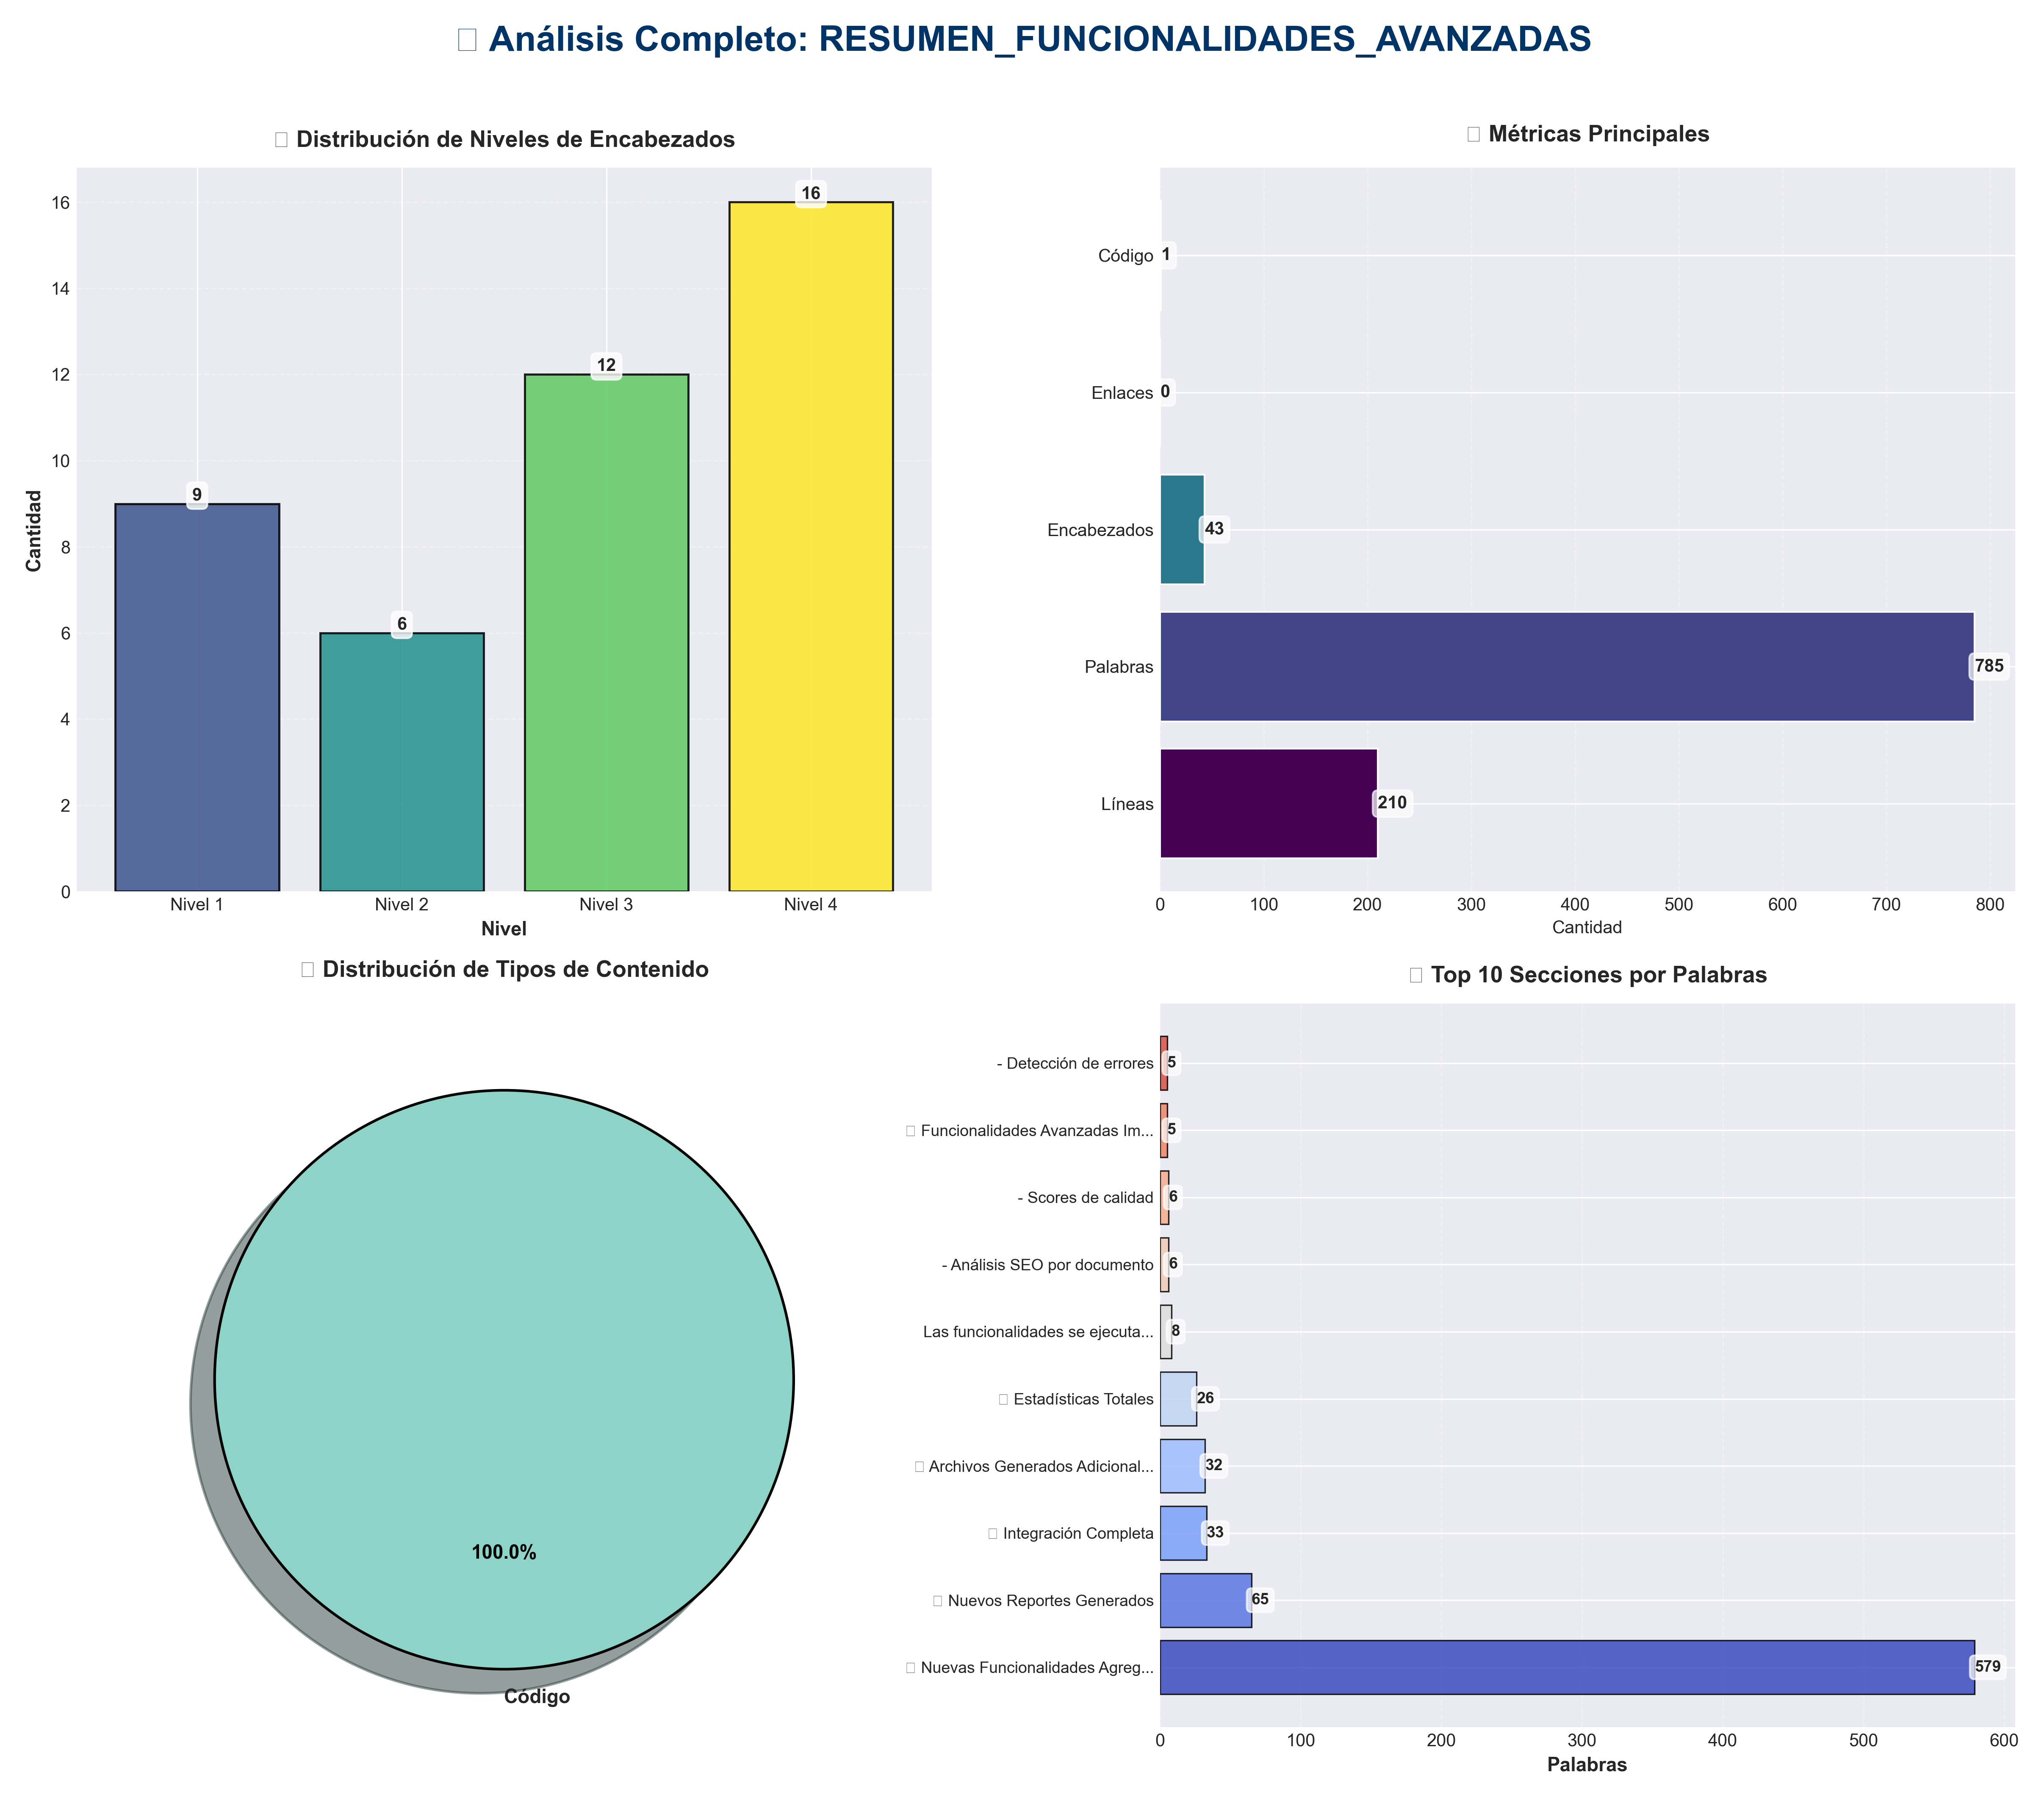 Análisis Completo: RESUMEN_FUNCIONALIDADES_AVANZADAS
Distribución de Niveles de Encabezados
Cantidad
16
14
12
10
8
6
4
2
0
9
6
12
16
Nivel 1
Nivel 2
Nivel 3
Nivel 4
Nivel
Métricas Principales
Código
1
Enlaces
0
Encabezados
43
Palabras
785
Líneas
210
0
100
200
300
400
500
600
700
800
Cantidad
Distribución de Tipos de Contenido
100.0%
Código
Top 10 Secciones por Palabras
- Detección de errores
5
Funcionalidades Avanzadas Im...
5
- Scores de calidad
6
- Análisis SEO por documento
6
Las funcionalidades se ejecuta...
8
Estadísticas Totales
26
Archivos Generados Adicional...
32
Integración Completa
33
Nuevos Reportes Generados
65
Nuevas Funcionalidades Agreg...
579
0
100
200
300
400
500
600
Palabras